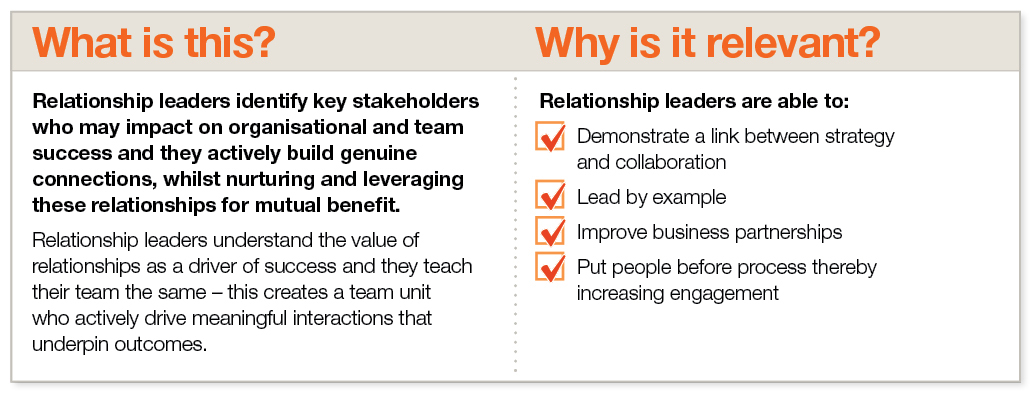 What is this?
Relationship leaders identify key stakeholders
who may impact on organisational and team
success and they actively build genuine
connections, whilst nurturing and leveraging
these relationships for mutual benefit.
Relationship leaders understand the value of
relationships as a driver of success and they teach
their team the same – this creates a team unit
who actively drive meaningful interactions that
underpin outcomes.
Why is it relevant?
Relationship leaders are able to:
Demonstrate a link between strategy
and collaboration
Lead by example
Improve business partnerships
Put people before process thereby
increasing engagement